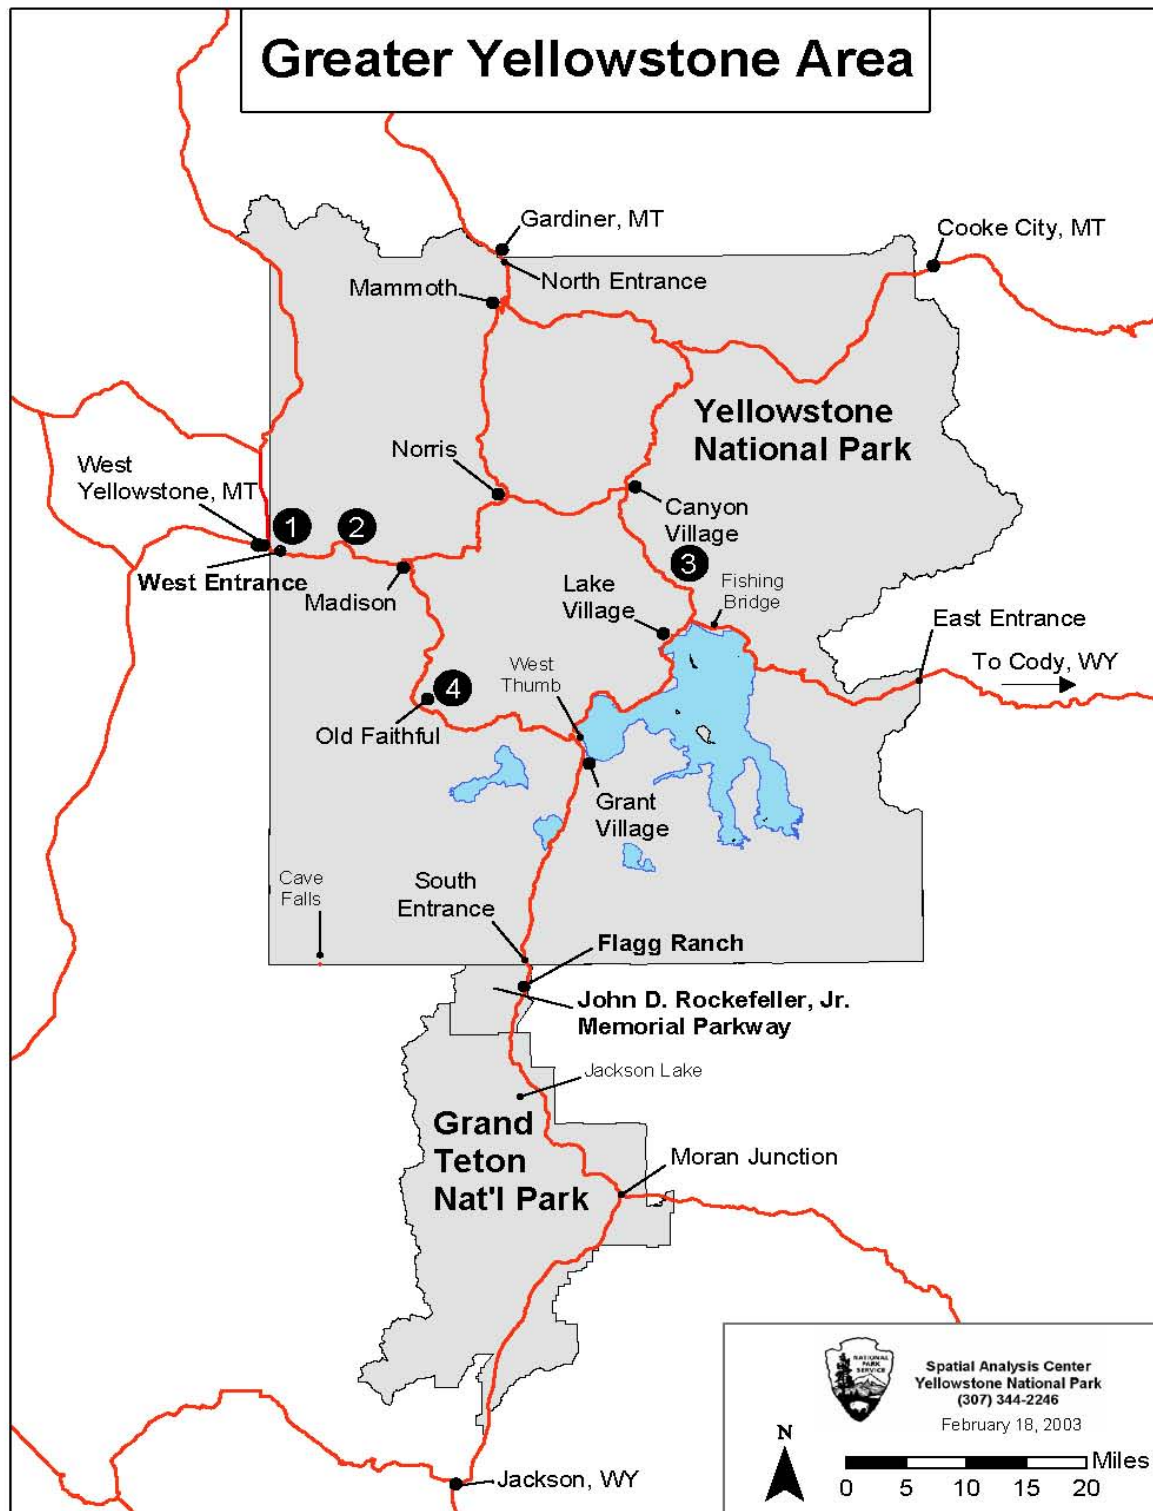 Greater Yellowstone Area
Gardiner, MT
Cooke City, MT
North Entrance
Mammoth
Yellowstone
National Park
Norris
West
Yellowstone, MT
Canyon
Village
1
2
3
West Entrance
Madison
Lake
Village
Fishing
Bridge
East Entrance
To Cody, WY
West
Thumb
4
Old Faithful
Grant
Village
Cave
Falls
South
Entrance
Flagg Ranch
John D. Rockefeller, Jr.
Memorial Parkway
Jackson Lake
Grand
Teton
Nat'l Park
Moran Junction
NATIONAL
PARK
SERVICE
Spatial Analysis Center
Yellowstone National Park
(307) 344-2246
February 18, 2003
N
Miles
0 5 10 15 20
Jackson, WY